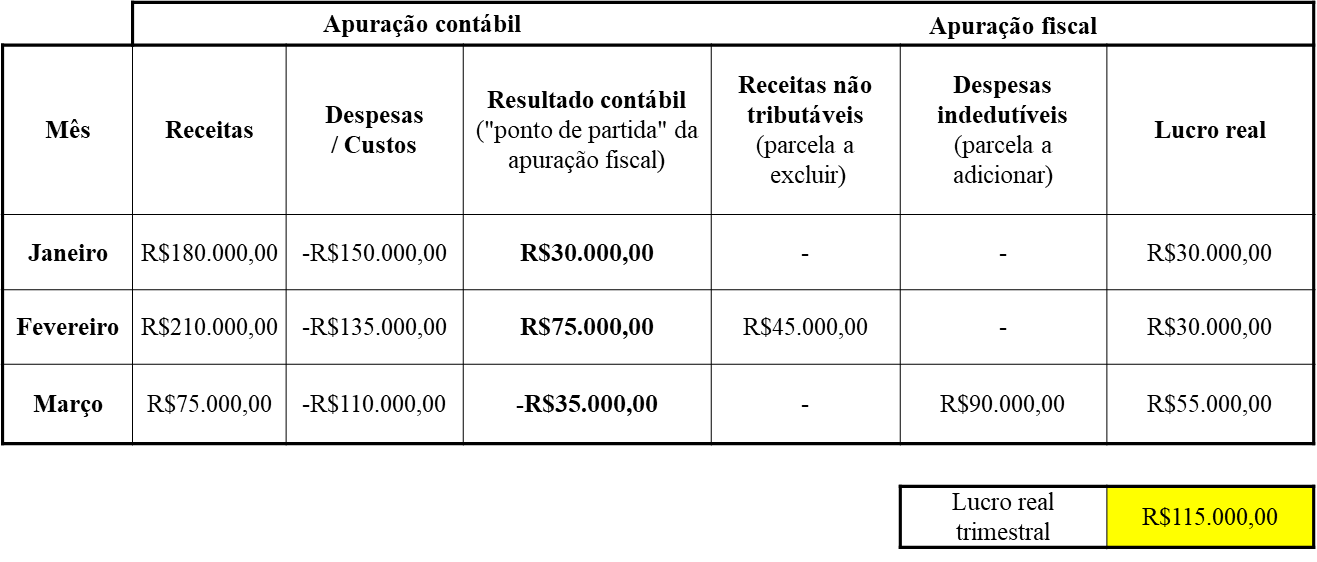 Apuração contábil
Apuração fiscal
Mês
Receitas
Despesas
/ Custos
Resultado contábil
("ponto de partida" da
apuração fiscal)
Receitas não
tributáveis
(parcela a
excluir)
Despesas
indedutíveis
(parcela a
adicionar)
Lucro real
Janeiro
R$180.000,00
-R$150.000,00
R$30.000,00
-
-
R$30.000,00
Fevereiro
R$210.000,00
-R$135.000,00
R$75.000,00
R$45.000,00
-
R$30.000,00
Março
R$75.000,00
-R$110.000,00
-R$35.000,00
-
R$90.000,00
R$55.000,00
Lucro real
trimestral
R$115.000,00